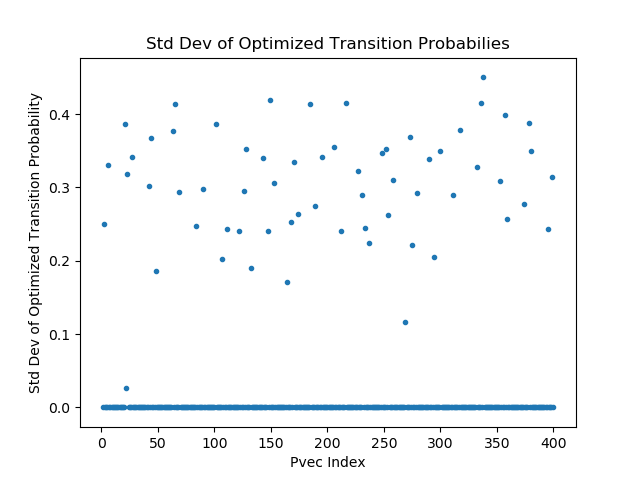 Std Dev of Optimized Transition Probabilies
Std Dev of Optimized Transition Probability
0.4
0.3
0.2
0.1
0.0
0 50 100 150 200 250 300 350 400
Pvec Index